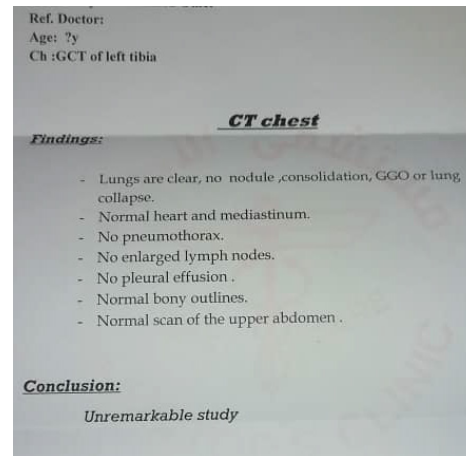 Ref. Doctor:
Age: ?y
Ch :GCT of left tibia
CT chest
Findings:
- Lungs are clear, no nodule ,consolidation, GGO or lung
collapse.
- Normal heart and mediastinum.
- No pneumothorax.
- No enlarged lymph nodes.
- No pleural effusion .
- Normal bony outlines.
- Normal scan of the upper abdomen .
Conclusion:
Unremarkable study
CLINIC